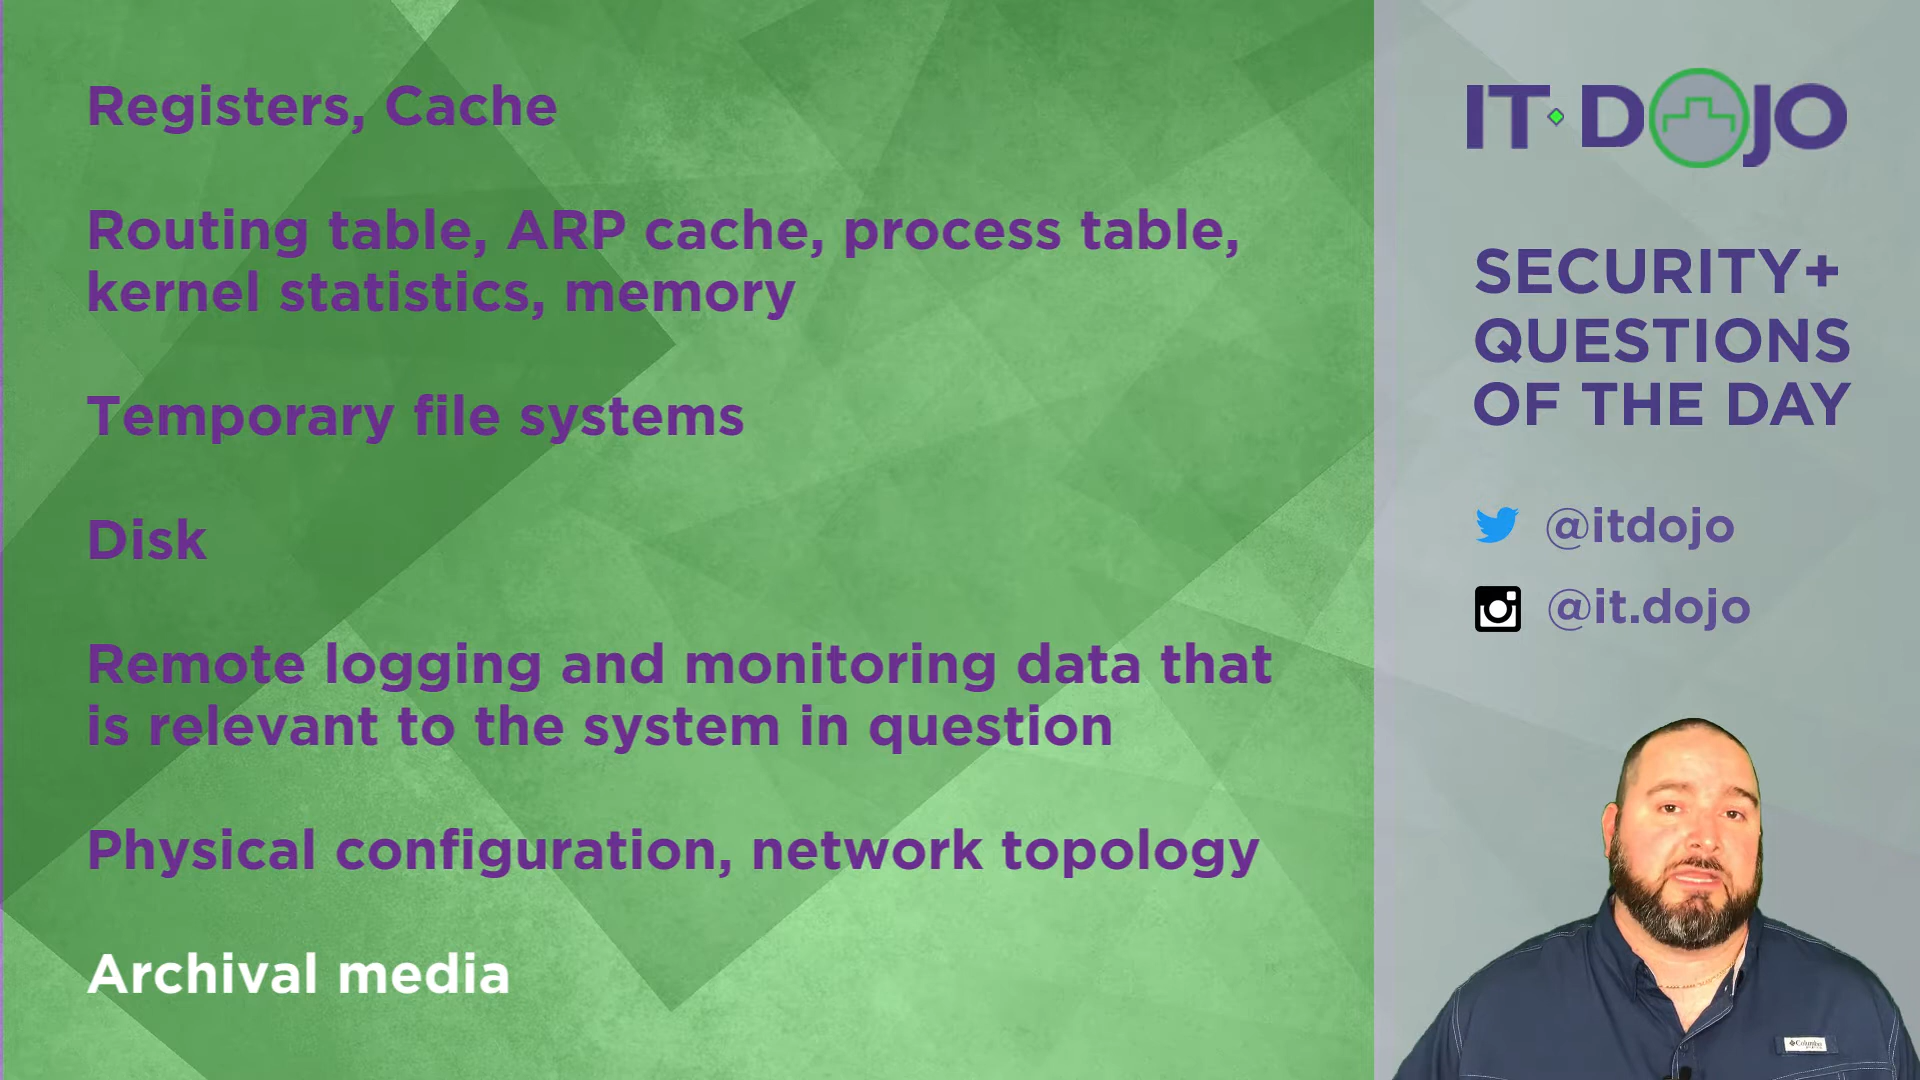 Registers, Cache
Routing table, ARP cache, process table,
kernel statistics, memory
Temporary file systems
Disk
Remote logging and monitoring data that
is relevant to the system in question
Physical configuration, network topology
Archival media
IT DOJO
SECURITY+
QUESTIONS
OF THE DAY
@itdojo
@it.dojo
Columbia